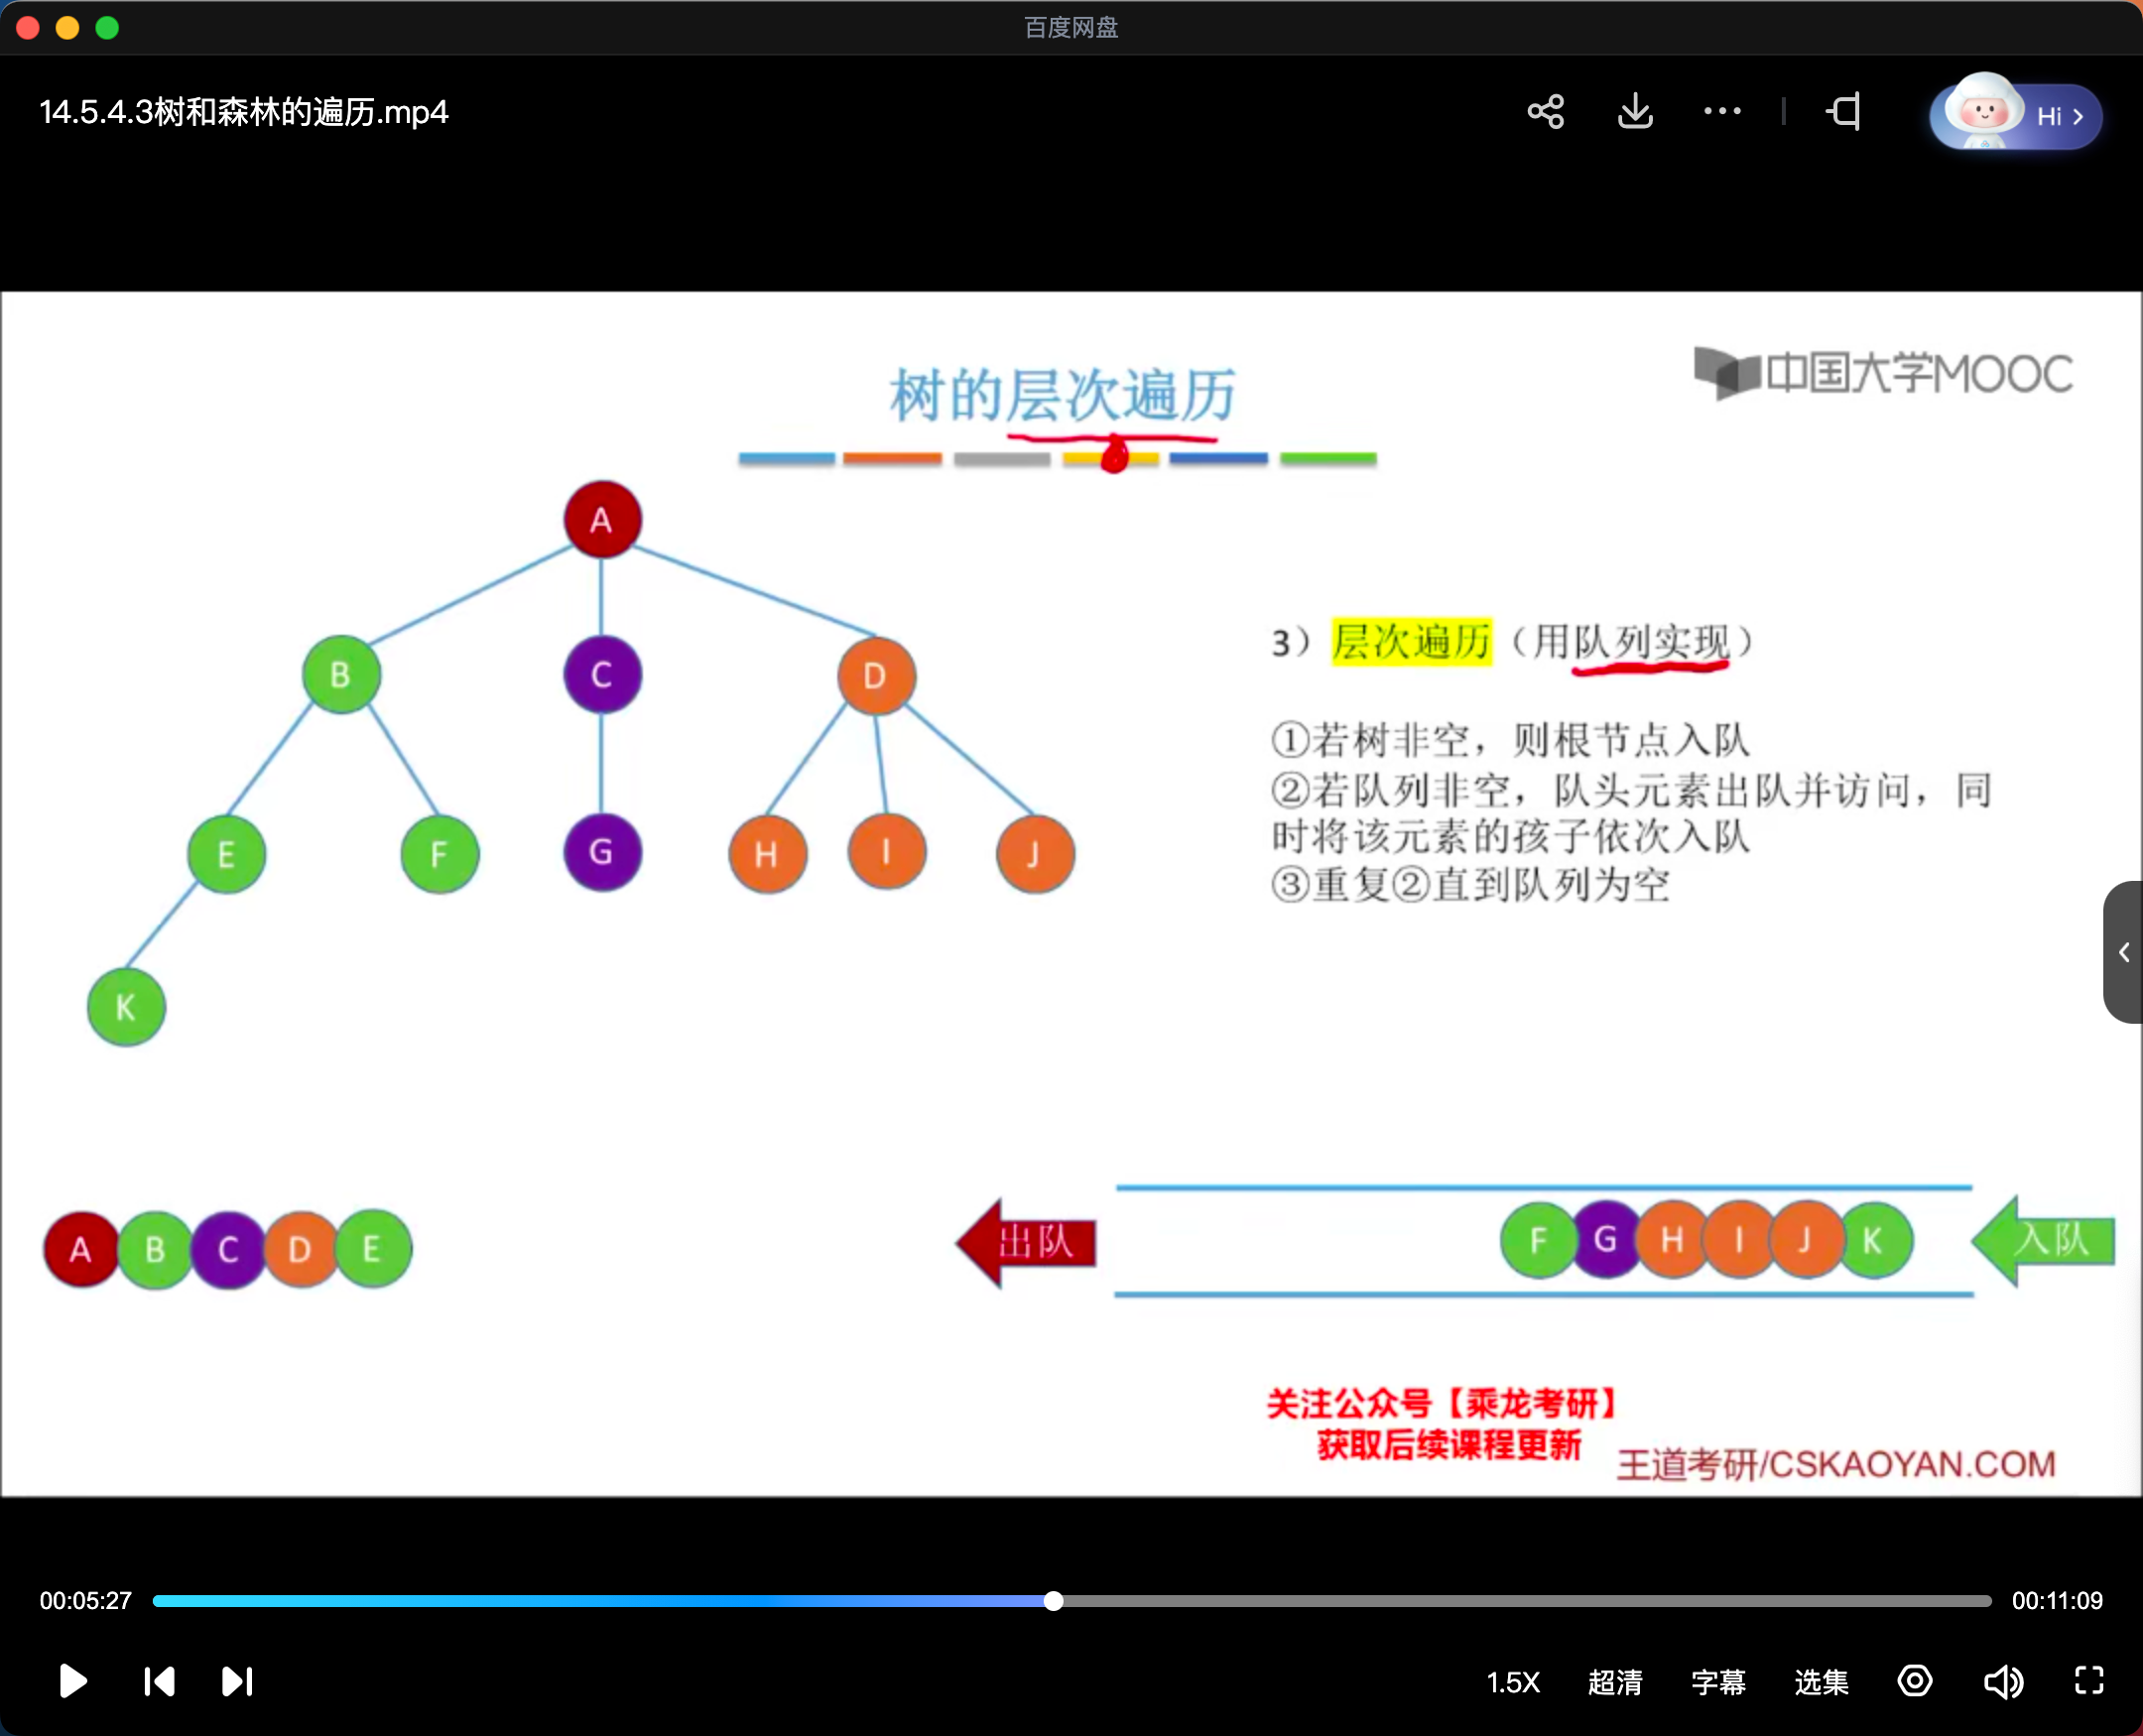 百度网盘
14.5.4.3树和森林的遍历.mp4
Hi
中国大学MOOC
树的层次遍历
A
B
C
D
E
F
G
H
I
J
K
3）层次遍历（用队列实现）
①若树非空，则根节点入队
②若队列非空，队头元素出队并访问，同
时将该元素的孩子依次入队
③重复②直到队列为空
A B C D E
出队
F G H I J K
入队
关注公众号【乘龙考研】
获取后续课程更新
王道考研/CSKAOYAN.COM
00:05:27
00:11:09
1.5X
超清
字幕
选集